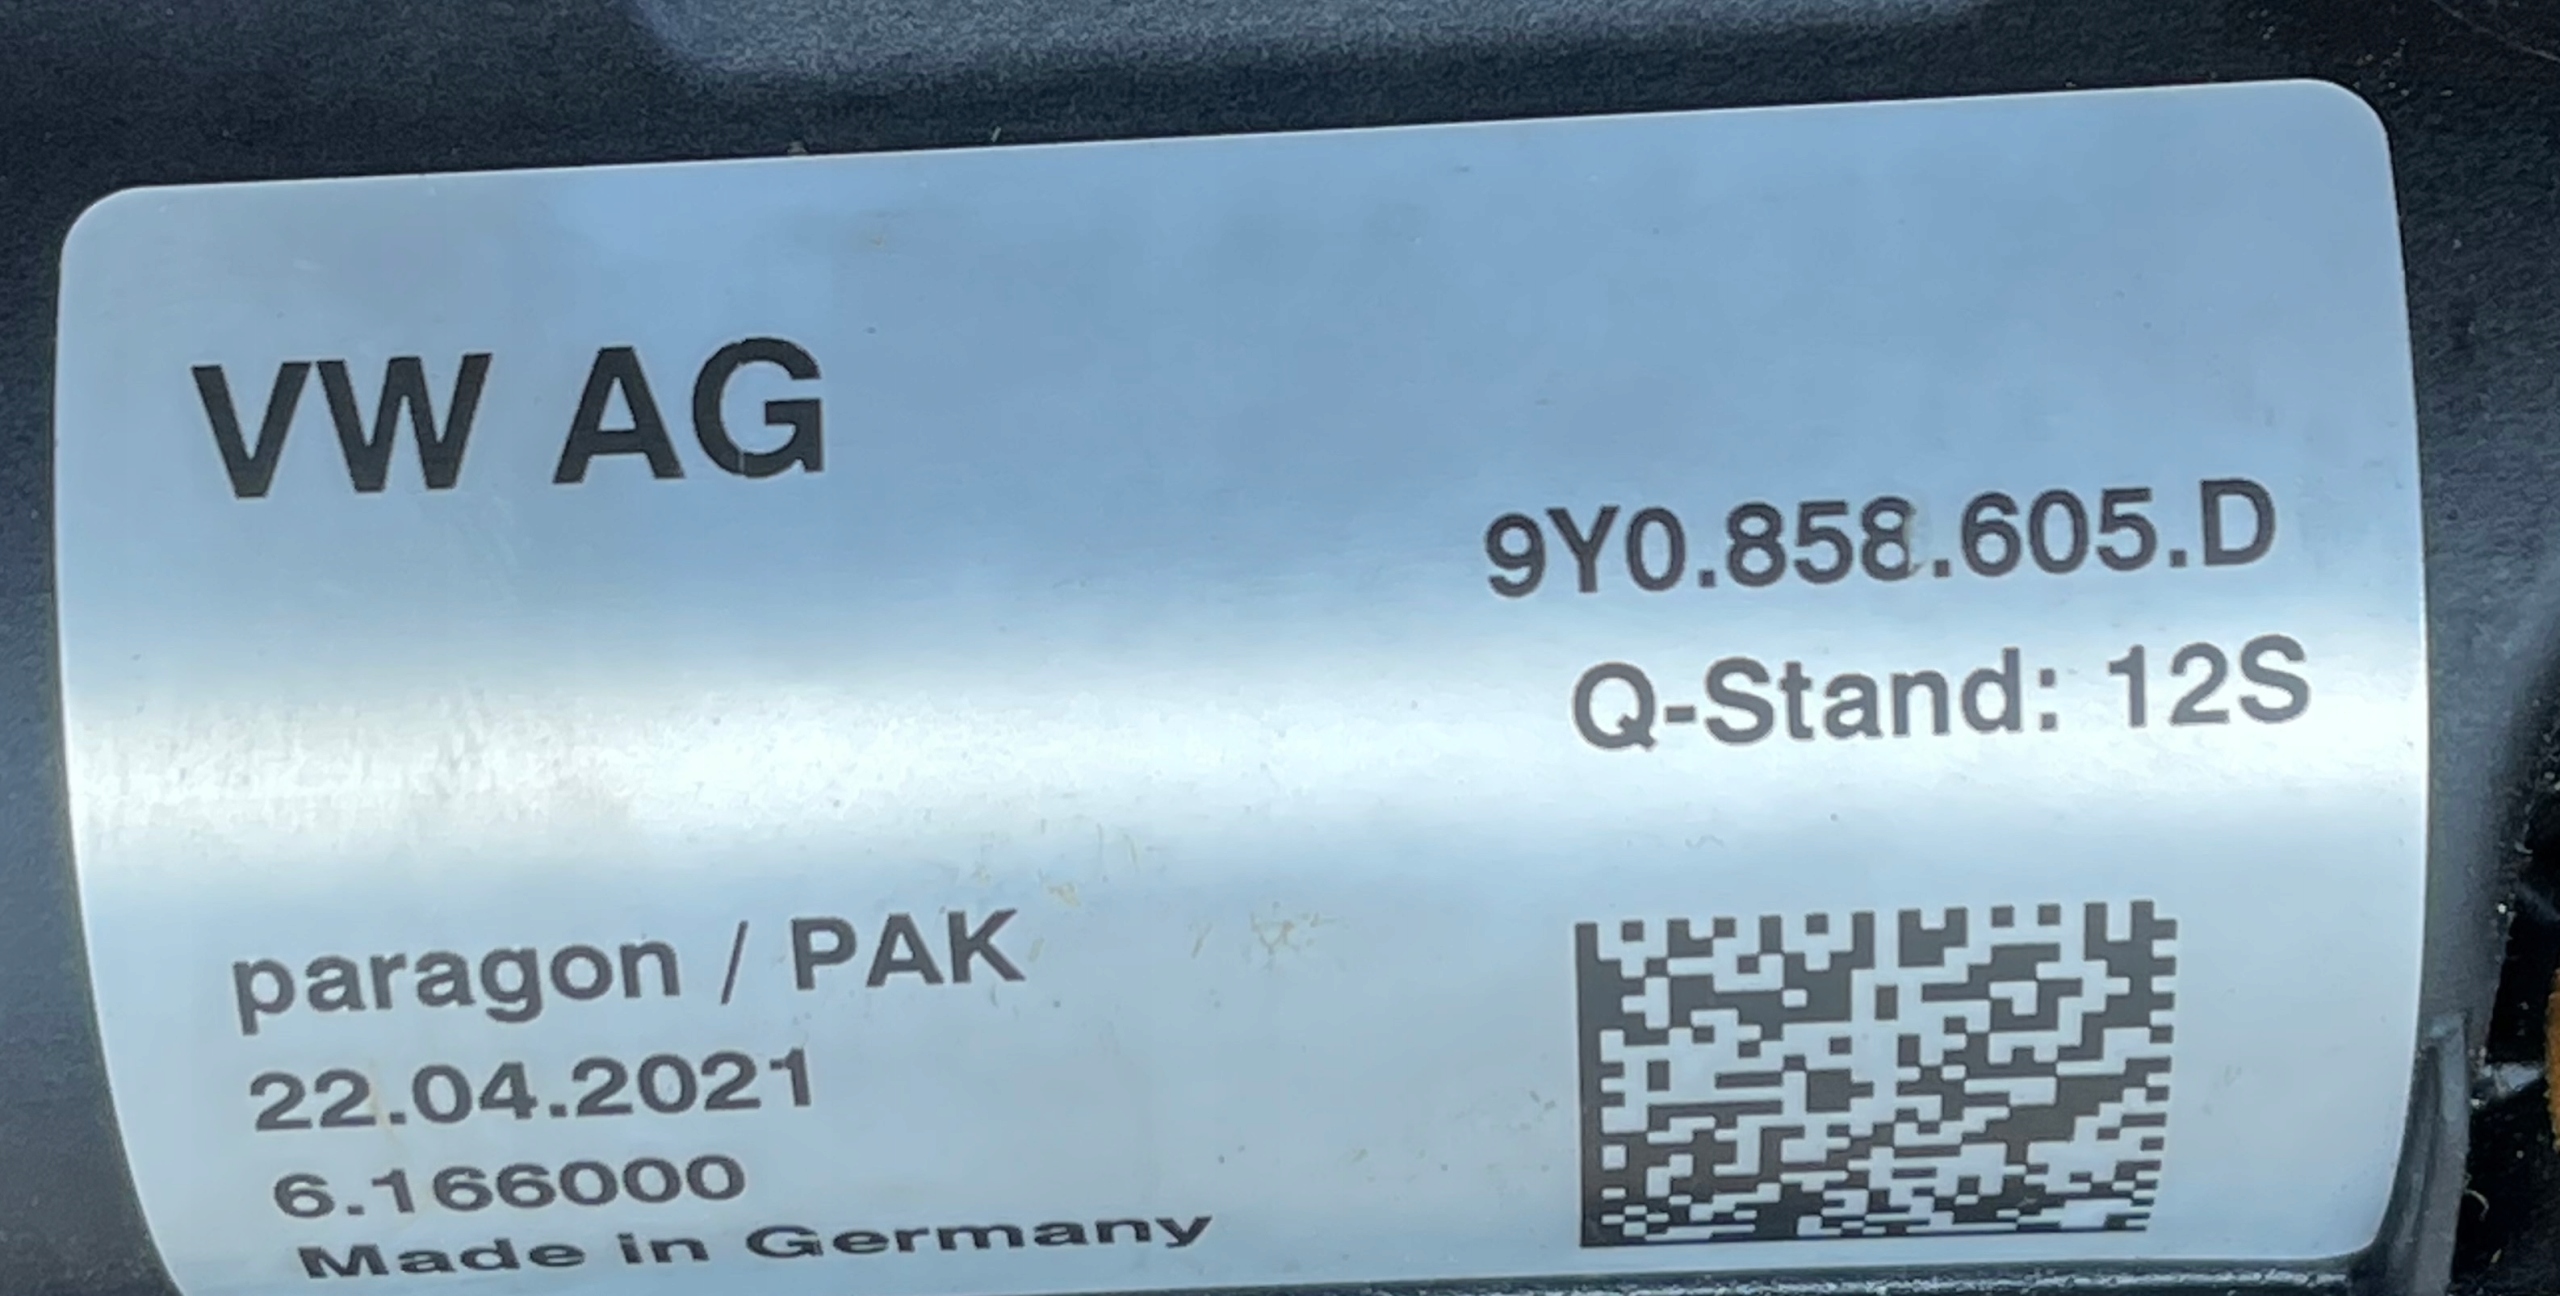 VW AG
9Y0.858.605.D
Q-Stand: 12S
paragon / PAK
22.04.2021
6.166000
Made in Germany